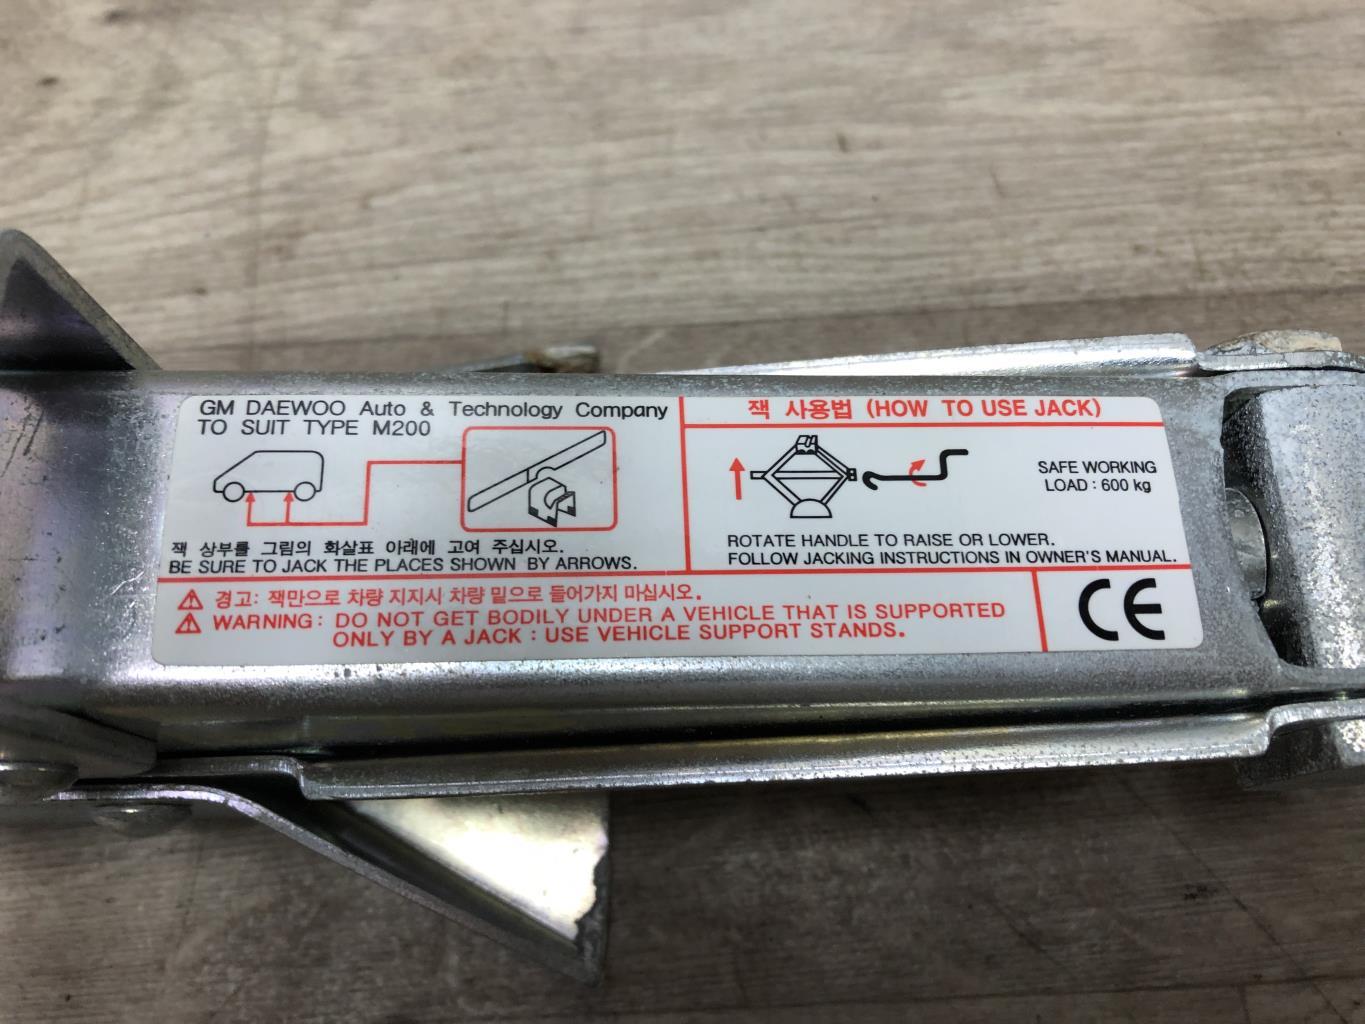 GM DAEWOO Auto & Technology Company
TO SUIT TYPE M200
잭 상부를 그림의 화살표 아래에 고여 주십시오.
BE SURE TO JACK THE PLACES SHOWN BY ARROWS.
잭 사용법 (HOW TO USE JACK)
SAFE WORKING
LOAD : 600 kg
ROTATE HANDLE TO RAISE OR LOWER.
FOLLOW JACKING INSTRUCTIONS IN OWNER'S MANUAL.
경고: 잭만으로 차량 지지시 차량 밑으로 들어가지 마십시오.
WARNING : DO NOT GET BODILY UNDER A VEHICLE THAT IS SUPPORTED
ONLY BY A JACK : USE VEHICLE SUPPORT STANDS.
CE